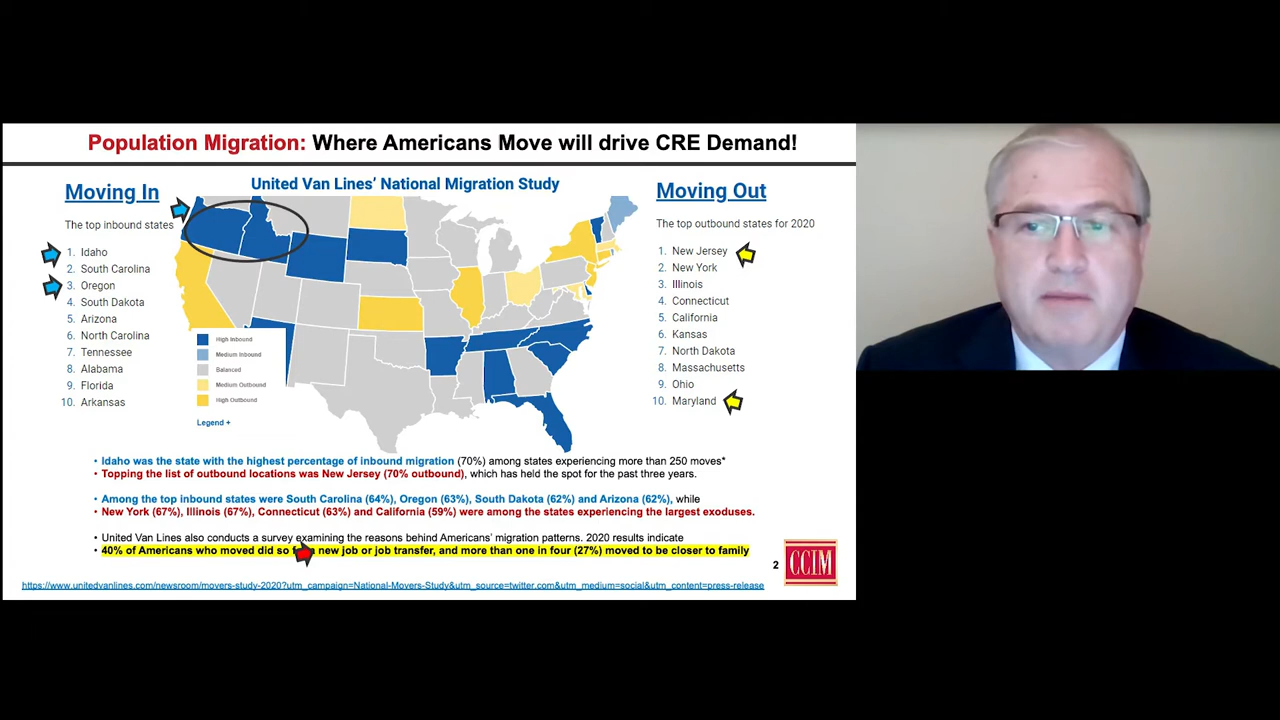 Population Migration: Where Americans Move will drive CRE Demand!
Moving In
The top inbound states
1. Idaho
2. South Carolina
3. Oregon
4. South Dakota
5. Arizona
6. North Carolina
7. Tennessee
8. Alabama
9. Florida
10. Arkansas
United Van Lines’ National Migration Study
High Inbound
Medium Inbound
Balanced
Medium Outbound
High Outbound
Legend +
Moving Out
The top outbound states for 2020
1. New Jersey
2. New York
3. Illinois
4. Connecticut
5. California
6. Kansas
7. North Dakota
8. Massachusetts
9. Ohio
10. Maryland
• Idaho was the state with the highest percentage of inbound migration (70%) among states experiencing more than 250 moves*
• Topping the list of outbound locations was New Jersey (70% outbound), which has held the spot for the past three years.
• Among the top inbound states were South Carolina (64%), Oregon (63%), South Dakota (62%) and Arizona (62%), while
• New York (67%), Illinois (67%), Connecticut (63%) and California (59%) were among the states experiencing the largest exoduses.
• United Van Lines also conducts a survey examining the reasons behind Americans’ migration patterns. 2020 results indicate
• 40% of Americans who moved did so new job or job transfer, and more than one in four (27%) moved to be closer to family
https://www.unitedvanlines.com/newsroom/movers-study-2020?utm_campaign=National-Movers-Study&utm_source=twitter.com&utm_medium=social&utm_content=press-release
2
CCIM